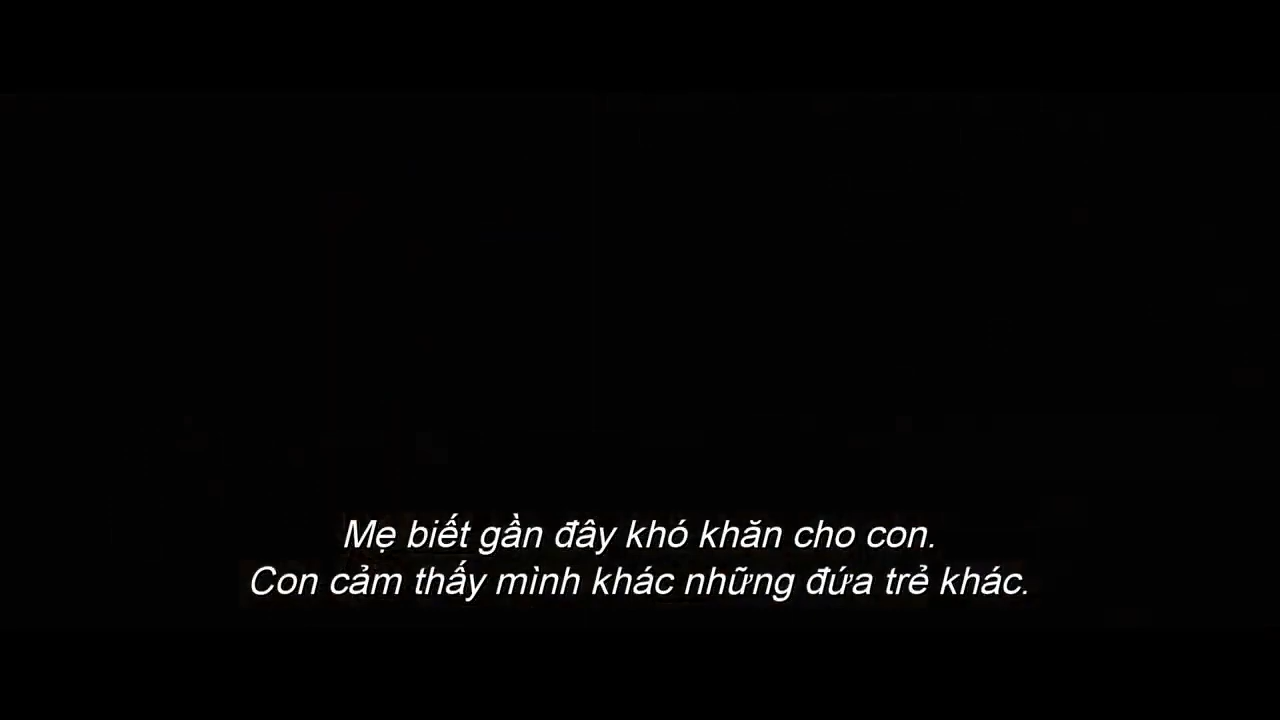 Mẹ biết gần đây khó khăn cho con.
Con cảm thấy mình khác những đứa trẻ khác.